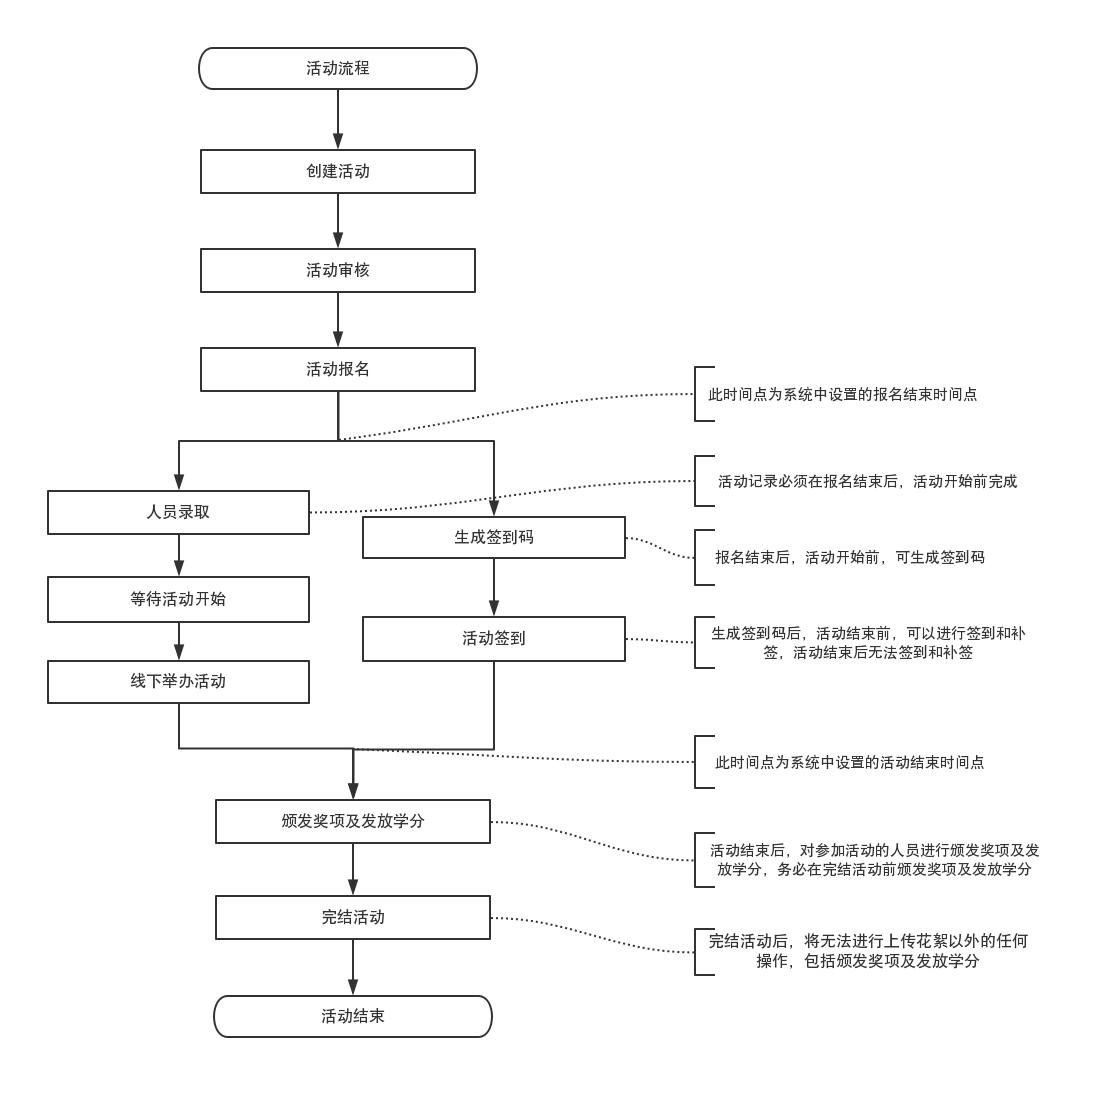 活动流程
创建活动
活动审核
活动报名
此时间点为系统中设置的报名结束时间点
人员录取
活动记录必须在报名结束后，活动开始前完成
生成签到码
报名结束后，活动开始前，可生成签到码
等待活动开始
活动签到
生成签到码后，活动结束前，可以进行签到和补
签，活动结束后无法签到和补签
线下举办活动
此时间点为系统中设置的活动结束时间点
颁发奖项及发放学分
活动结束后，对参加活动的人员进行颁发奖项及发
放学分，务必在完结活动前颁发奖项及发放学分
完结活动
完结活动后，将无法进行上传花絮以外的任何
操作，包括颁发奖项及发放学分
活动结束